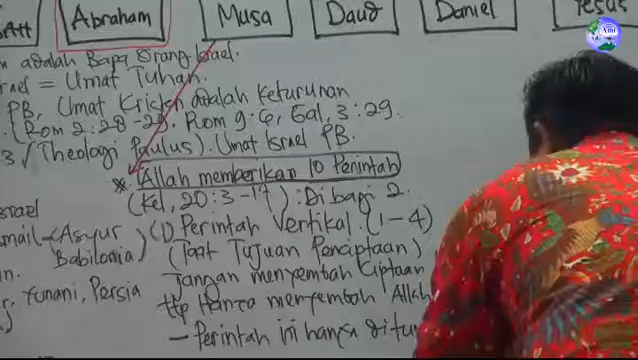 Abraham
Musa
Daud
Daniel
Yesus
adalah Bapa Orang Israel.
= Umat Tuhan.
PB, Umat Kristen adalah keturunan
(Rom 2:28-29. Rom 9:6, Gal, 3:29.
3 (Theologi Paulus). Umat Israel PB.
* Allah memberikan 10 Perintah
(Kel, 20:3-17): Dibagi 2.
(1) Perintah Vertikal. (1-4)
(Taat Tujuan Penciptaan)
Jangan menyembah Ciptaan
ttp Hanya menyembah Allah
- Perintah ini hanya
(Asyur
Babilonia)
Yunani, Persia